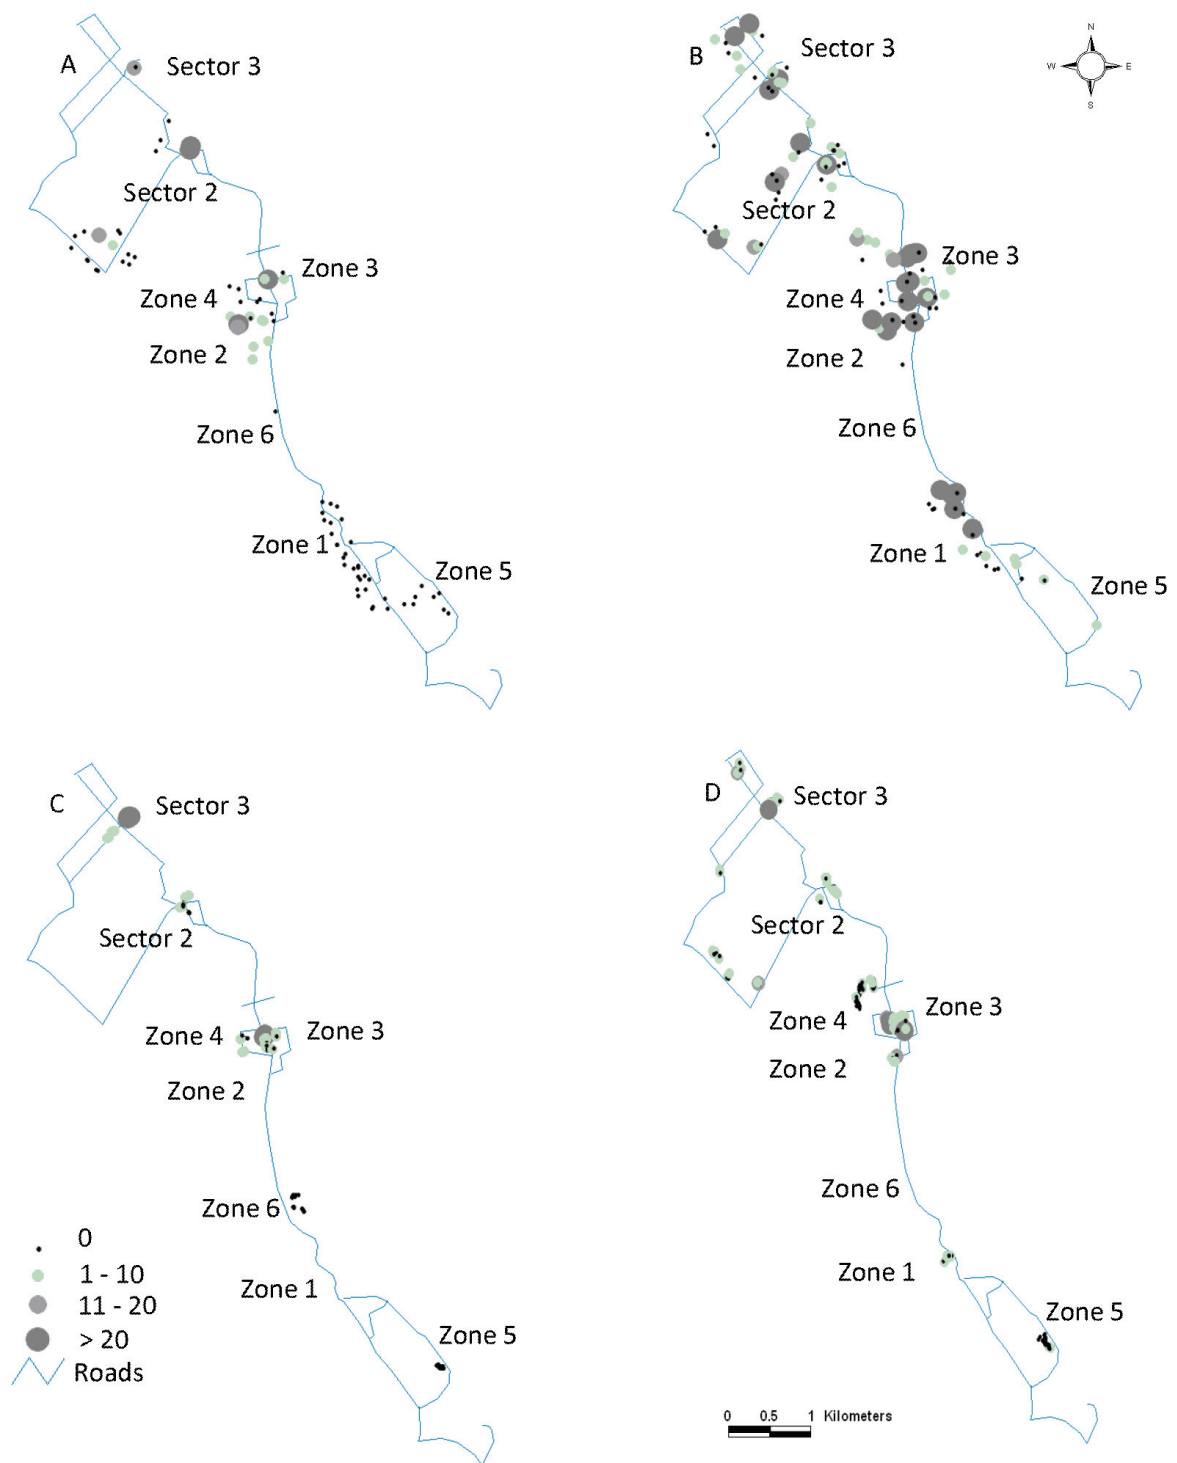 A
Sector 3
Sector 2
Zone 3
Zone 4
Zone 2
Zone 6
Zone 1
Zone 5
B
Sector 3
N
W
E
S
Sector 2
Zone 3
Zone 4
Zone 2
Zone 6
Zone 1
Zone 5
C
Sector 3
Sector 2
Zone 4
Zone 3
Zone 2
Zone 6
Zone 1
Zone 5
0
1 - 10
11 - 20
> 20
Roads
D
Sector 3
Sector 2
Zone 3
Zone 4
Zone 2
Zone 6
Zone 1
Zone 5
0 0.5 1 Kilometers